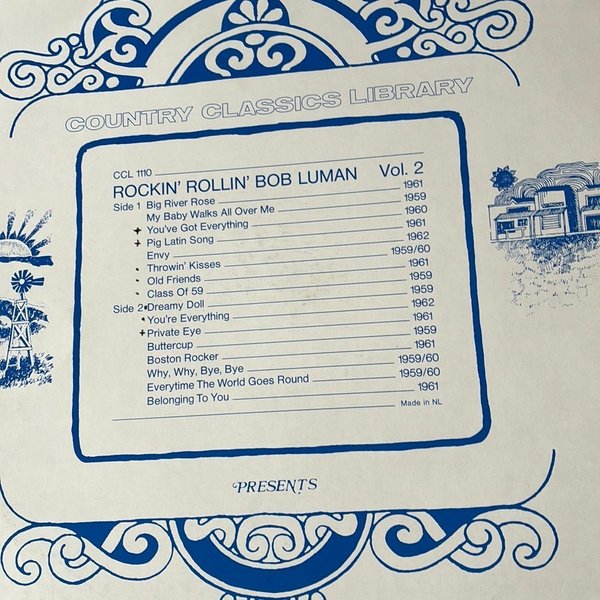 COUNTRY CLASSICS LIBRARY
CCL 1110
ROCKIN' ROLLIN' BOB LUMAN Vol. 2
Side 1 Big River Rose 1961
My Baby Walks All Over Me 1959
You've Got Everything 1960
Pig Latin Song 1961
Envy 1962
Throwin' Kisses 1959/60
Old Friends 1961
Class Of 59 1959
Side 2 Dreamy Doll 1959
You're Everything 1962
Private Eye 1961
Buttercup 1959
Boston Rocker 1961
Why, Why, Bye, Bye 1959/60
Everytime The World Goes Round 1959/60
Belonging To You 1961
Made in NL
PRESENTS